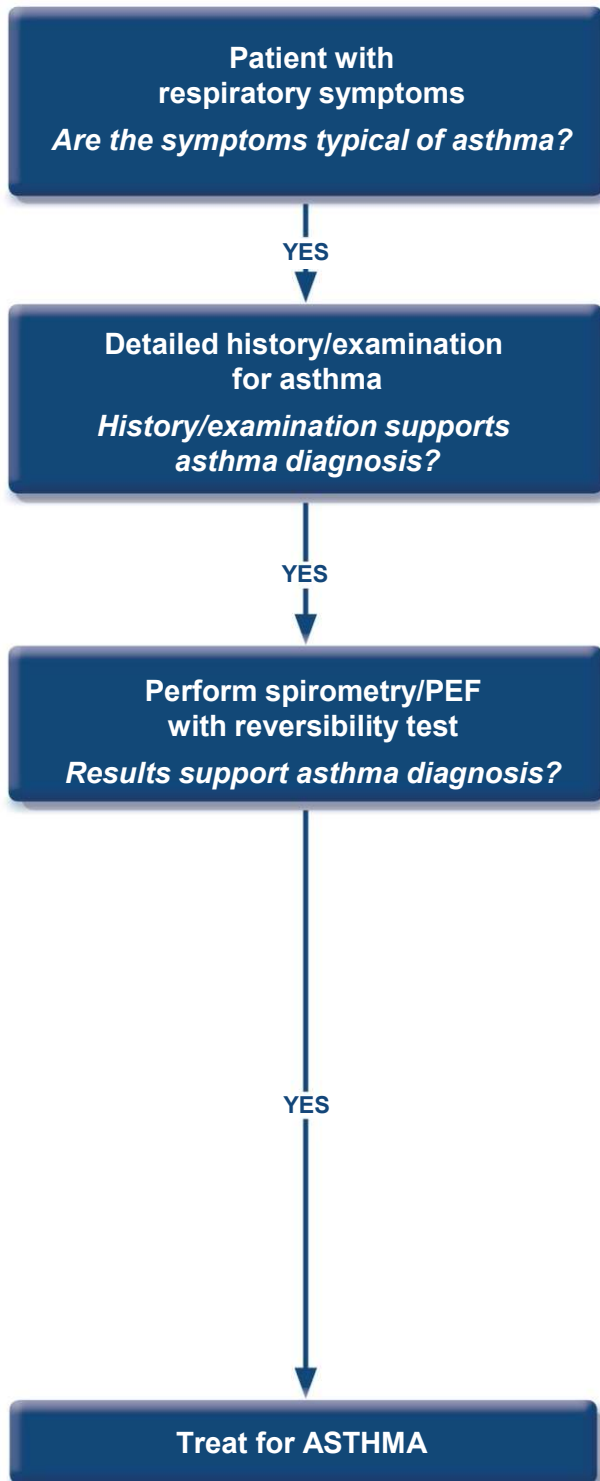 Patient with
respiratory symptoms
Are the symptoms typical of asthma?
YES
Detailed history/examination
for asthma
History/examination supports
asthma diagnosis?
YES
Perform spirometry/PEF
with reversibility test
Results support asthma diagnosis?
YES
Treat for ASTHMA